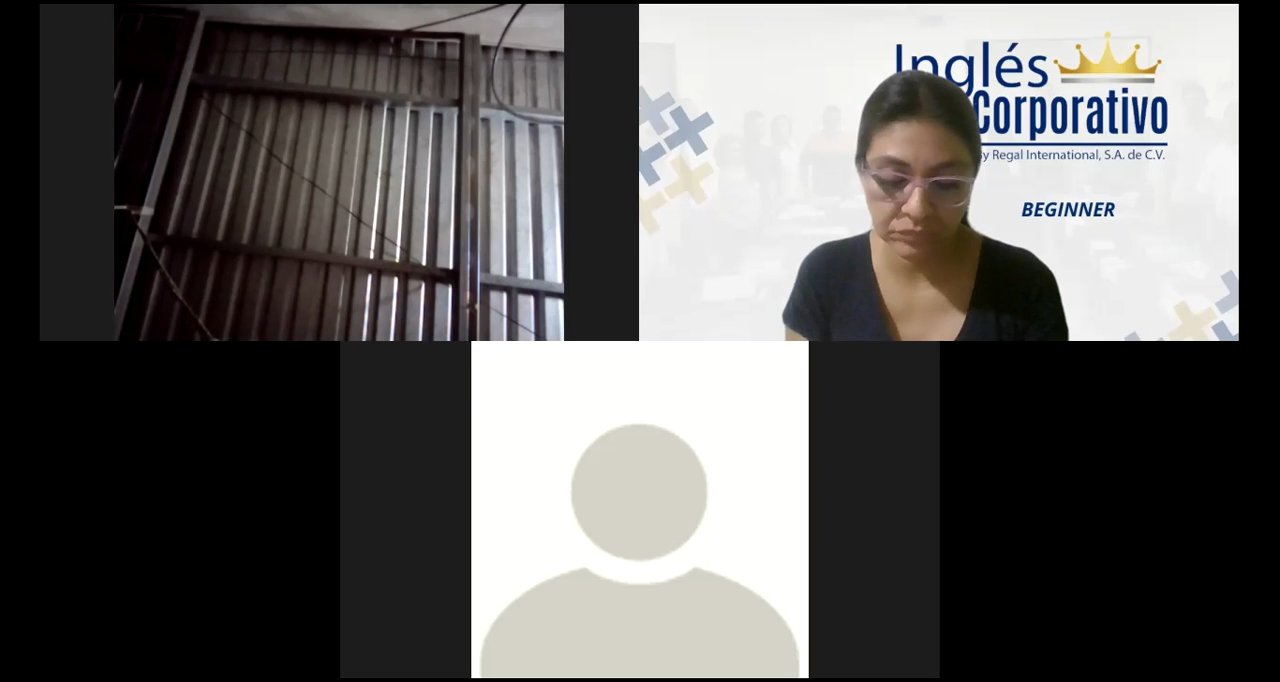 Inglés
Corporativo
By Regal International, S.A. de C.V.
BEGINNER